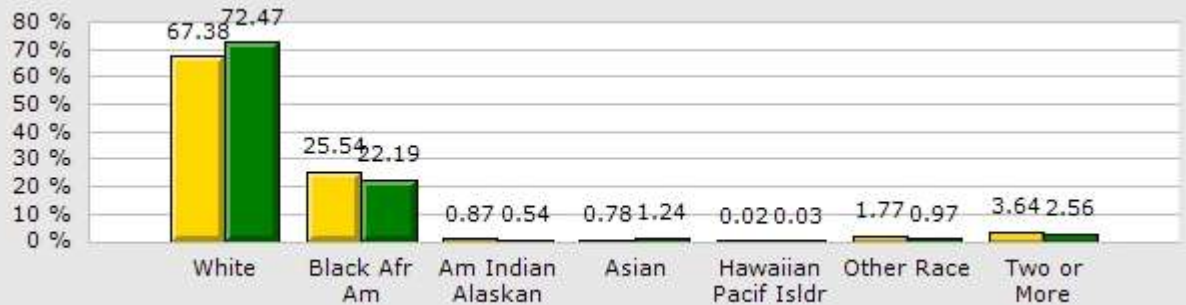 80 %
70 %
60 %
50 %
40 %
30 %
20 %
10 %
0 %
67.38
72.47
25.54
22.19
0.87
0.54
0.78
1.24
0.02
0.03
1.77
0.97
3.64
2.56
White
Black Afr
Am
Am Indian
Alaskan
Asian
Hawaiian
Pacif Isldr
Other Race
Two or
More